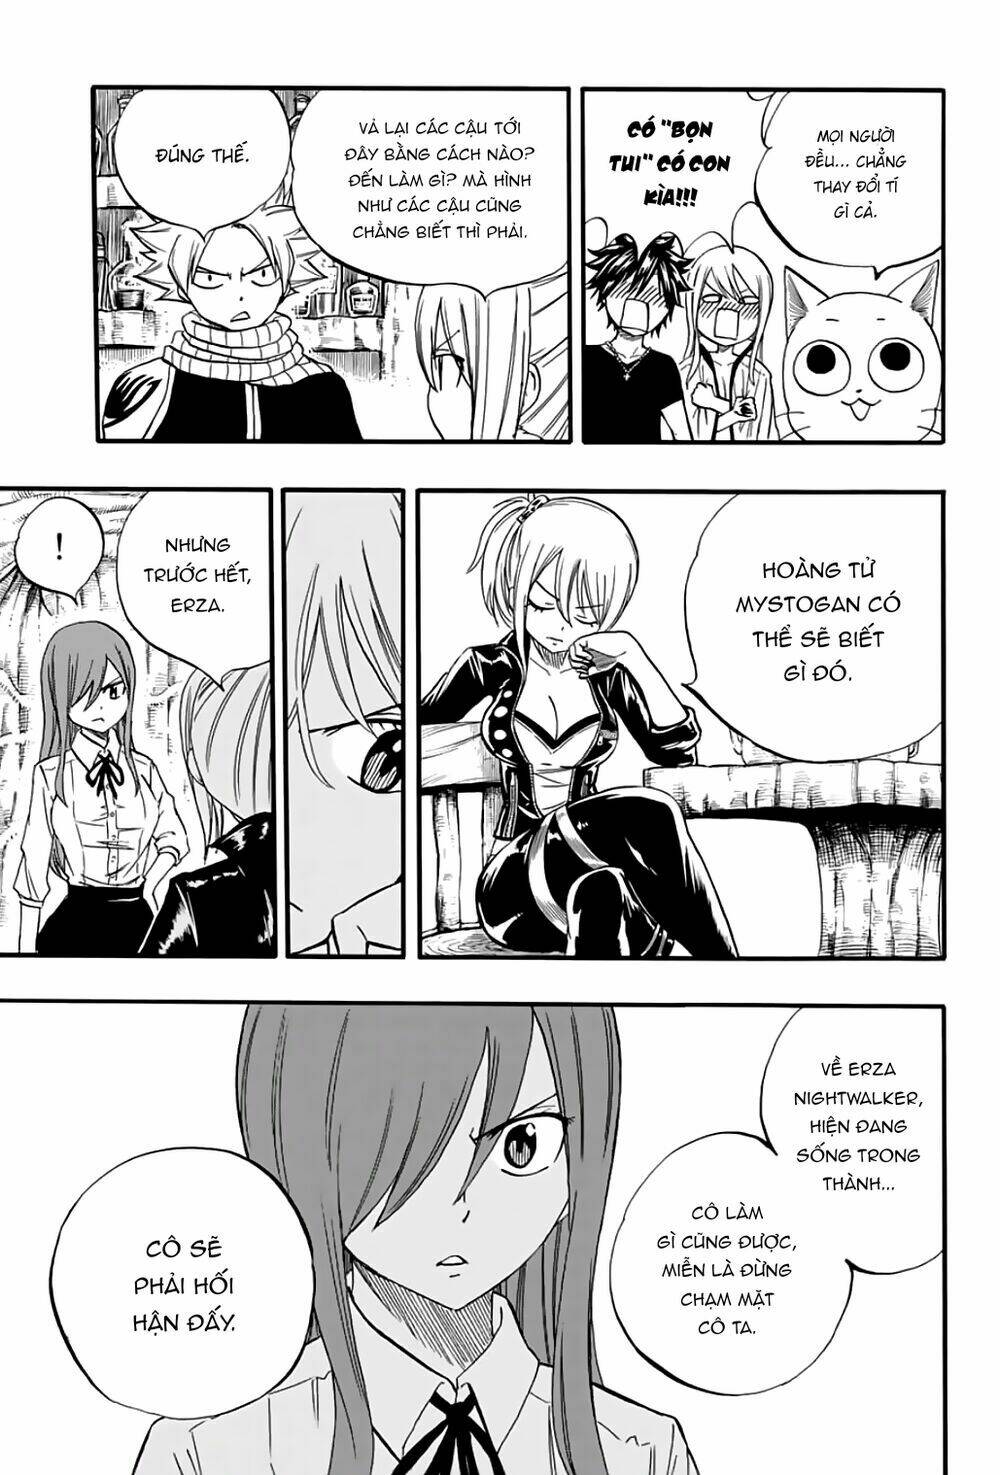 MỌI NGƯỜI
ĐỀU... CHẲNG
THAY ĐỔI TÍ
GÌ CẢ.
CÓ "BỌN
TUI" CÓ CON
KÌA!!!
VẢ LẠI CÁC CẬU TỚI
ĐÂY BẰNG CÁCH NÀO?
ĐẾN LÀM GÌ? MÀ HÌNH
NHƯ CÁC CẬU CŨNG
CHẲNG BIẾT THÌ PHẢI.
ĐÚNG THẾ.
HOÀNG TỬ
MYSTOGAN CÓ
THỂ SẼ BIẾT
GÌ ĐÓ.
NHƯNG
TRƯỚC HẾT,
ERZA.
!
VỀ ERZA
NIGHTWALKER,
HIỆN ĐANG
SỐNG TRONG
THÀNH...
CÔ LÀM
GÌ CŨNG ĐƯỢC,
MIỄN LÀ ĐỪNG
CHẠM MẶT
CÔ TA.
CÔ SẼ
PHẢI HỐI
HẬN ĐẤY.